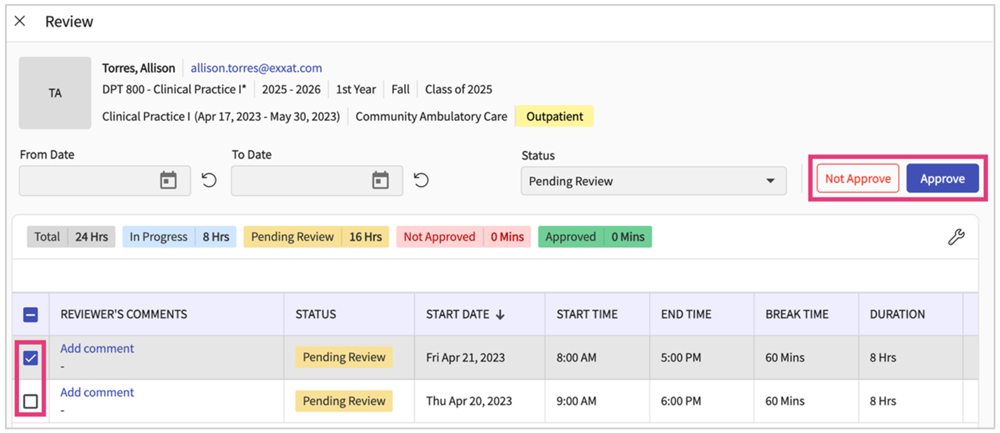 Review
TA
Torres, Allison allison.torres@exxat.com
DPT 800 - Clinical Practice I* 2025 - 2026 1st Year Fall Class of 2025
Clinical Practice I (Apr 17, 2023 - May 30, 2023) Community Ambulatory Care Outpatient
From Date To Date Status
Pending Review Not Approve Approve
Total 24 Hrs In Progress 8 Hrs Pending Review 16 Hrs Not Approved 0 Mins Approved 0 Mins
REVIEWER'S COMMENTS STATUS START DATE START TIME END TIME BREAK TIME DURATION
Add comment
- Pending Review Fri Apr 21, 2023 8:00 AM 5:00 PM 60 Mins 8 Hrs
Add comment
- Pending Review Thu Apr 20, 2023 9:00 AM 6:00 PM 60 Mins 8 Hrs